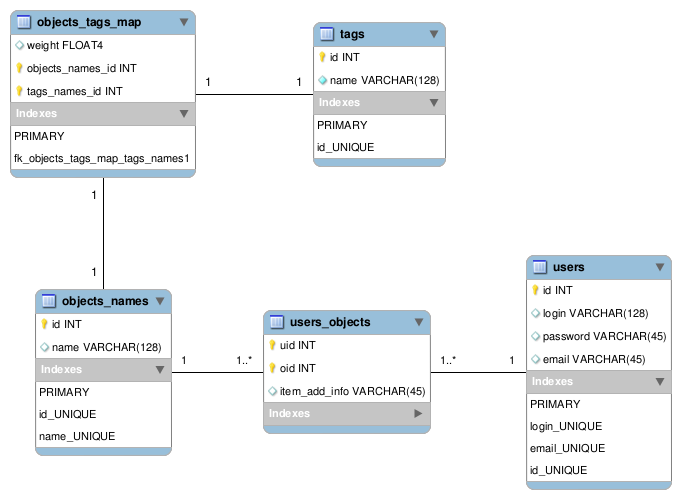 objects_tags_map
weight FLOAT4
objects_names_id INT
tags_names_id INT
Indexes
PRIMARY
fk_objects_tags_map_tags_names1
1
1
tags
id INT
name VARCHAR(128)
Indexes
PRIMARY
id_UNIQUE
1
1
objects_names
id INT
name VARCHAR(128)
Indexes
PRIMARY
id_UNIQUE
name_UNIQUE
1
1..*
users_objects
uid INT
oid INT
item_add_info VARCHAR(45)
Indexes
1..*
1
users
id INT
login VARCHAR(128)
password VARCHAR(45)
email VARCHAR(45)
Indexes
PRIMARY
login_UNIQUE
email_UNIQUE
id_UNIQUE